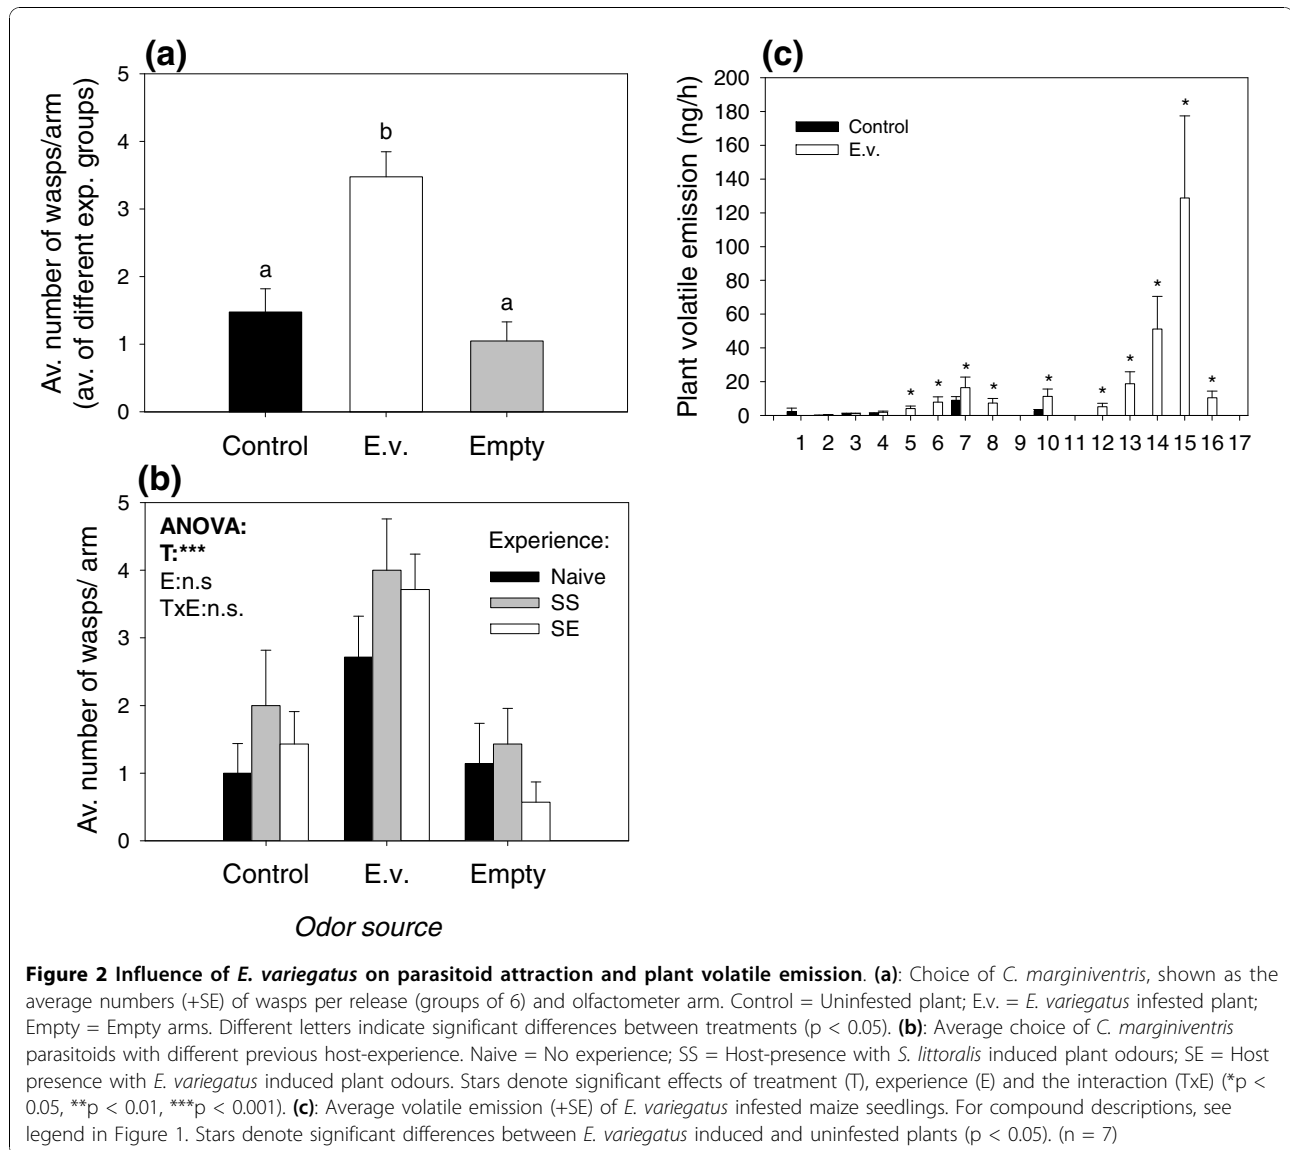 (a)
Av. number of wasps/arm
(av. of different exp. groups)
5
4
3
2
1
0
a
b
a
Control
E.v.
Empty
(b)
Av. number of wasps/ arm
5
4
3
2
1
0
ANOVA:
T:***
E:n.s
TxE:n.s.
Experience:
Naive
SS
SE
Control
E.v.
Empty
Odor source
(c)
Plant volatile emission (ng/h)
200
180
160
140
120
100
80
60
40
20
0
Control
E.v.
* * * * * * * * * *
1 2 3 4 5 6 7 8 9 10 11 12 13 14 15 16 17
Figure 2 Influence of E. variegatus on parasitoid attraction and plant volatile emission. (a): Choice of C. marginiventris, shown as the
average numbers (+SE) of wasps per release (groups of 6) and olfactometer arm. Control = Uninfested plant; E.v. = E. variegatus infested plant;
Empty = Empty arms. Different letters indicate significant differences between treatments (p < 0.05). (b): Average choice of C. marginiventris
parasitoids with different previous host-experience. Naive = No experience; SS = Host-presence with S. littoralis induced plant odours; SE = Host
presence with E. variegatus induced plant odours. Stars denote significant effects of treatment (T), experience (E) and the interaction (TxE) (*p <
0.05, **p < 0.01, ***p < 0.001). (c): Average volatile emission (+SE) of E. variegatus infested maize seedlings. For compound descriptions, see
legend in Figure 1. Stars denote significant differences between E. variegatus induced and uninfested plants (p < 0.05). (n = 7)